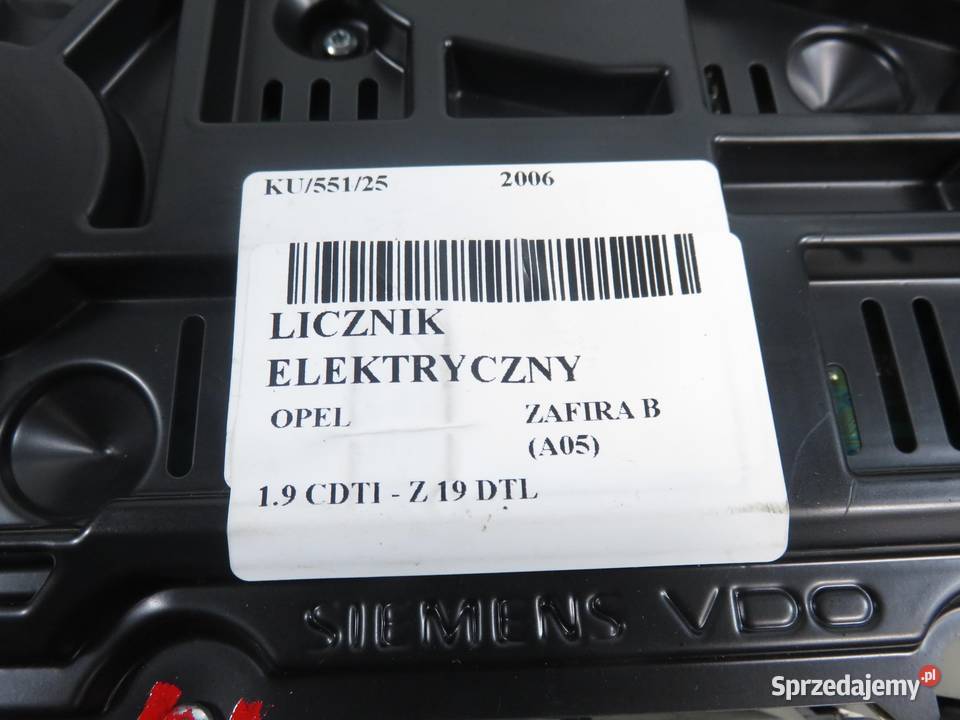 KU/551/25 2006
LICZNIK
ELEKTRYCZNY
OPEL ZAFIRA B
(A05)
1.9 CDTI - Z 19 DTL
SIEMENS VDO
Sprzedajemy.pl